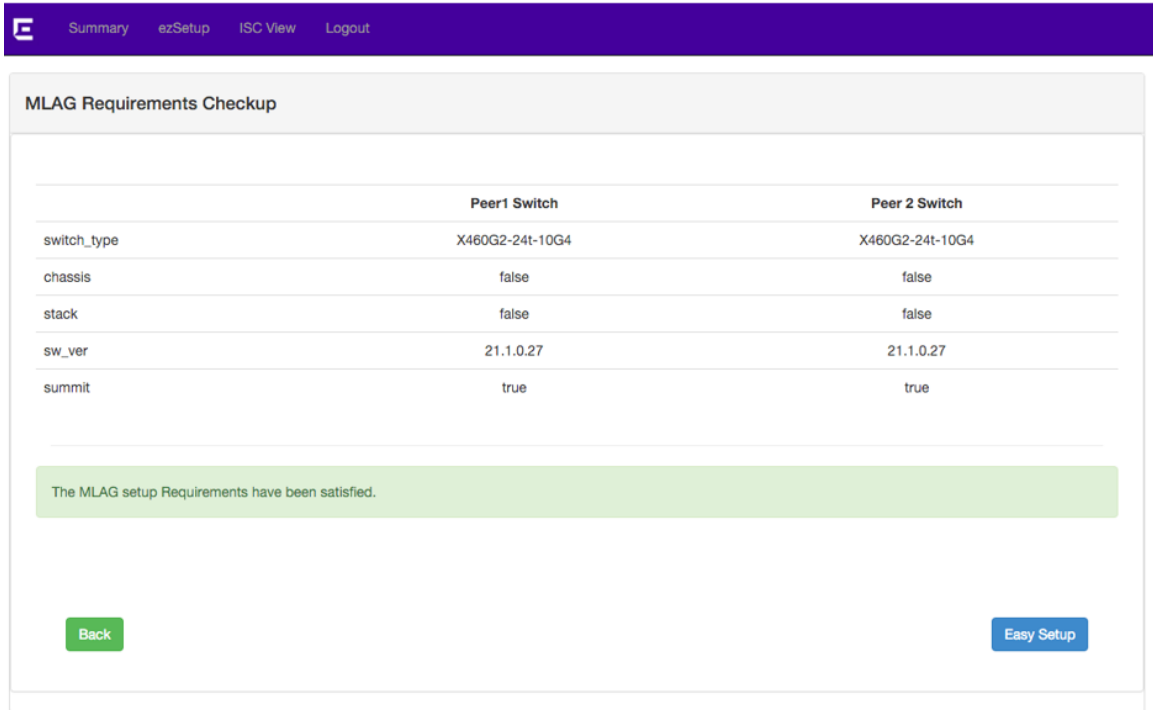 Summary ezSetup ISC View Logout
MLAG Requirements Checkup
Peer1 Switch Peer 2 Switch
switch_type X460G2-24t-10G4 X460G2-24t-10G4
chassis false false
stack false false
sw_ver 21.1.0.27 21.1.0.27
summit true true
The MLAG setup Requirements have been satisfied.
Back Easy Setup